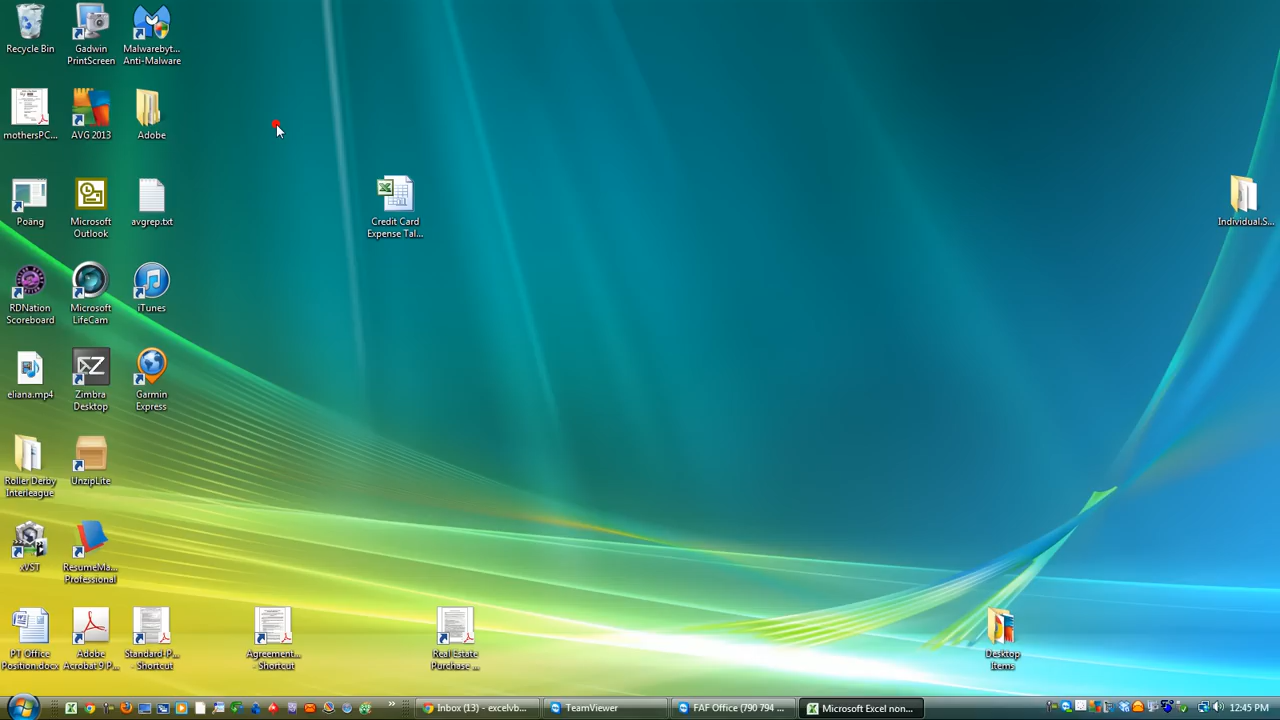 Recycle Bin
Gadwin
PrintScreen
Malwarebyt...
Anti-Malware
mothersPC...
AVG 2013
Adobe
Poäng
Microsoft
Outlook
avgrep.txt
Credit Card
Expense Tal...
Individual.S...
RDNation
Scoreboard
Microsoft
LifeCam
iTunes
eliana.mp4
Zimbra
Desktop
Garmin
Express
Roller Derby
Interleague
UnzipLite
xVST
ResumeMa...
Professional
PT Office
Position.docx
Adobe
Acrobat 9 P...
Standard-P...
- Shortcut
Agreement...
- Shortcut
Real Estate
Purchase ...
Desktop
Items
Inbox (13) - excelvb...
TeamViewer
FAF Office (790 794 ...
Microsoft Excel non...
12:45 PM